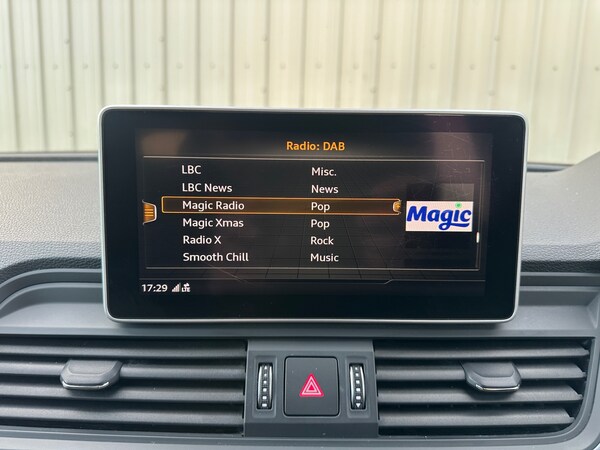 Radio: DAB
LBC Misc.
LBC News News
Magic Radio Pop
Magic
Magic Xmas Pop
Radio X Rock
Smooth Chill Music
17:29 LTE